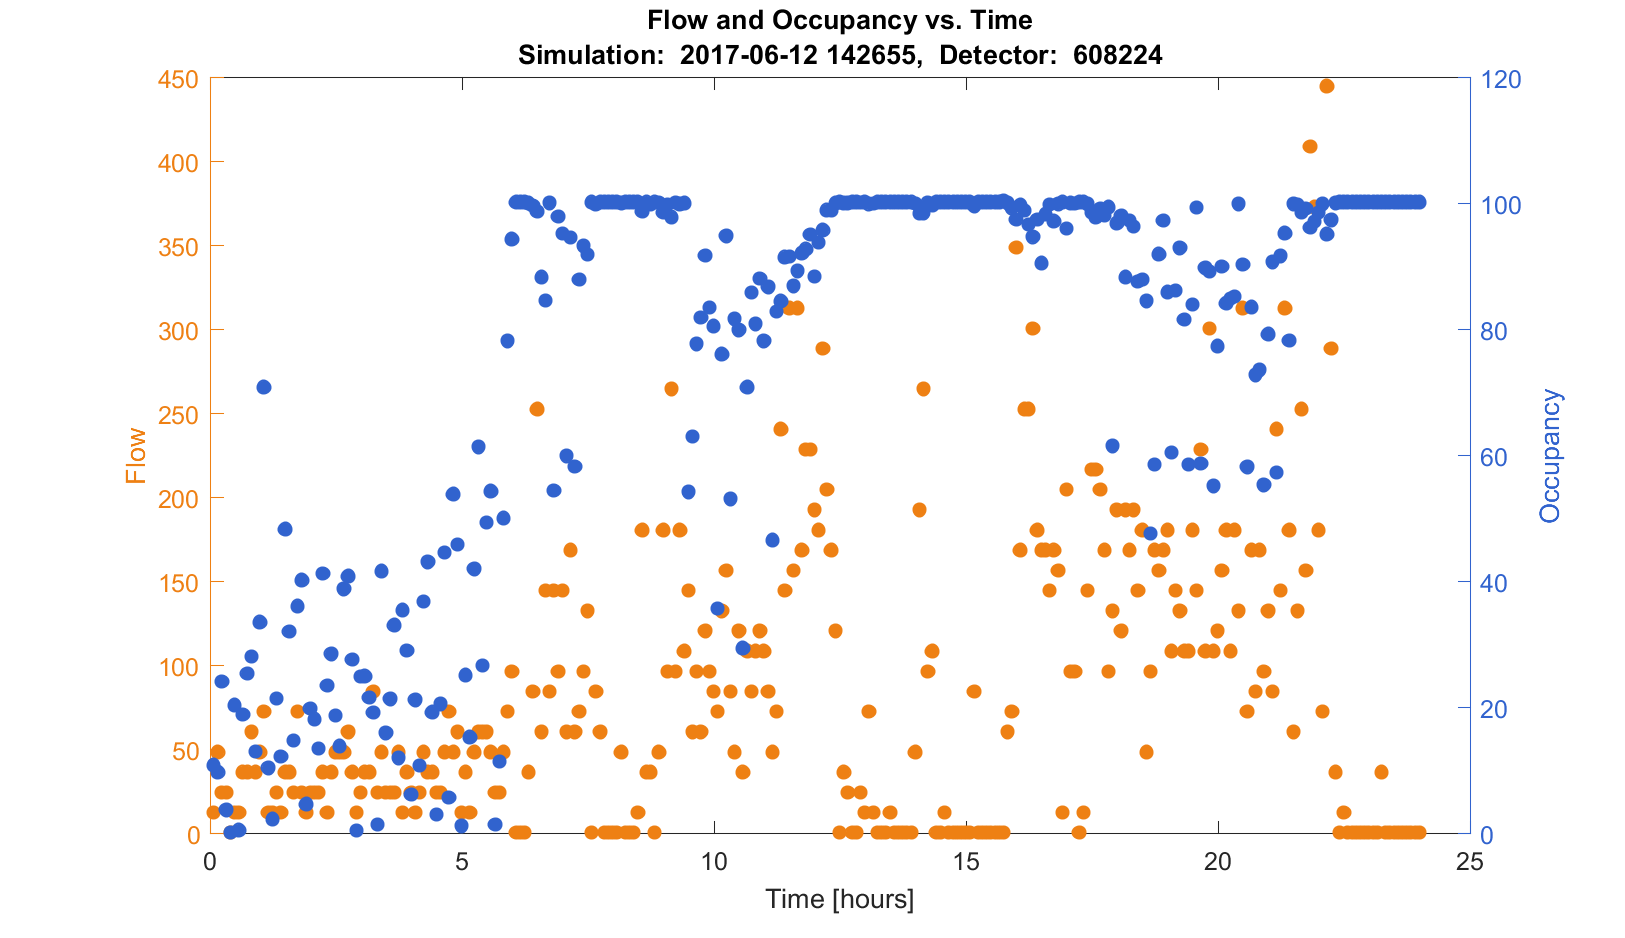 Flow and Occupancy vs. Time
Simulation:  2017-06-12 142655,  Detector:  608224
450
400
350
300
250
200
150
100
50
0
Flow
120
100
80
60
40
20
0
Occupancy
0 5 10 15 20 25
Time [hours]